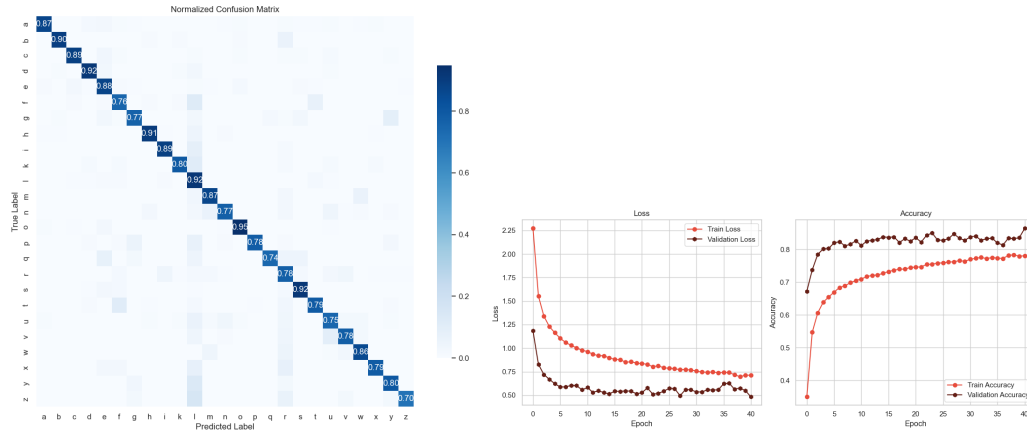 Normalized Confusion Matrix
True Label
a
b
c
d
e
f
g
h
i
k
l
m
n
o
p
q
r
s
t
u
v
w
x
y
z
0.87
0.90
0.89
0.92
0.88
0.76
0.77
0.91
0.89
0.80
0.92
0.87
0.77
0.95
0.78
0.74
0.78
0.92
0.79
0.75
0.78
0.86
0.79
0.80
0.70
a b c d e f g h i k l m n o p q r s t u v w x y z
Predicted Label
0.8
0.6
0.4
0.2
0.0
Loss
Train Loss
Validation Loss
Loss
2.25
2.00
1.75
1.50
1.25
1.00
0.75
0.50
0 5 10 15 20 25 30 35 40
Epoch
Accuracy
Accuracy
0.8
0.7
0.6
0.5
0.4
Train Accuracy
Validation Accuracy
0 5 10 15 20 25 30 35 40
Epoch